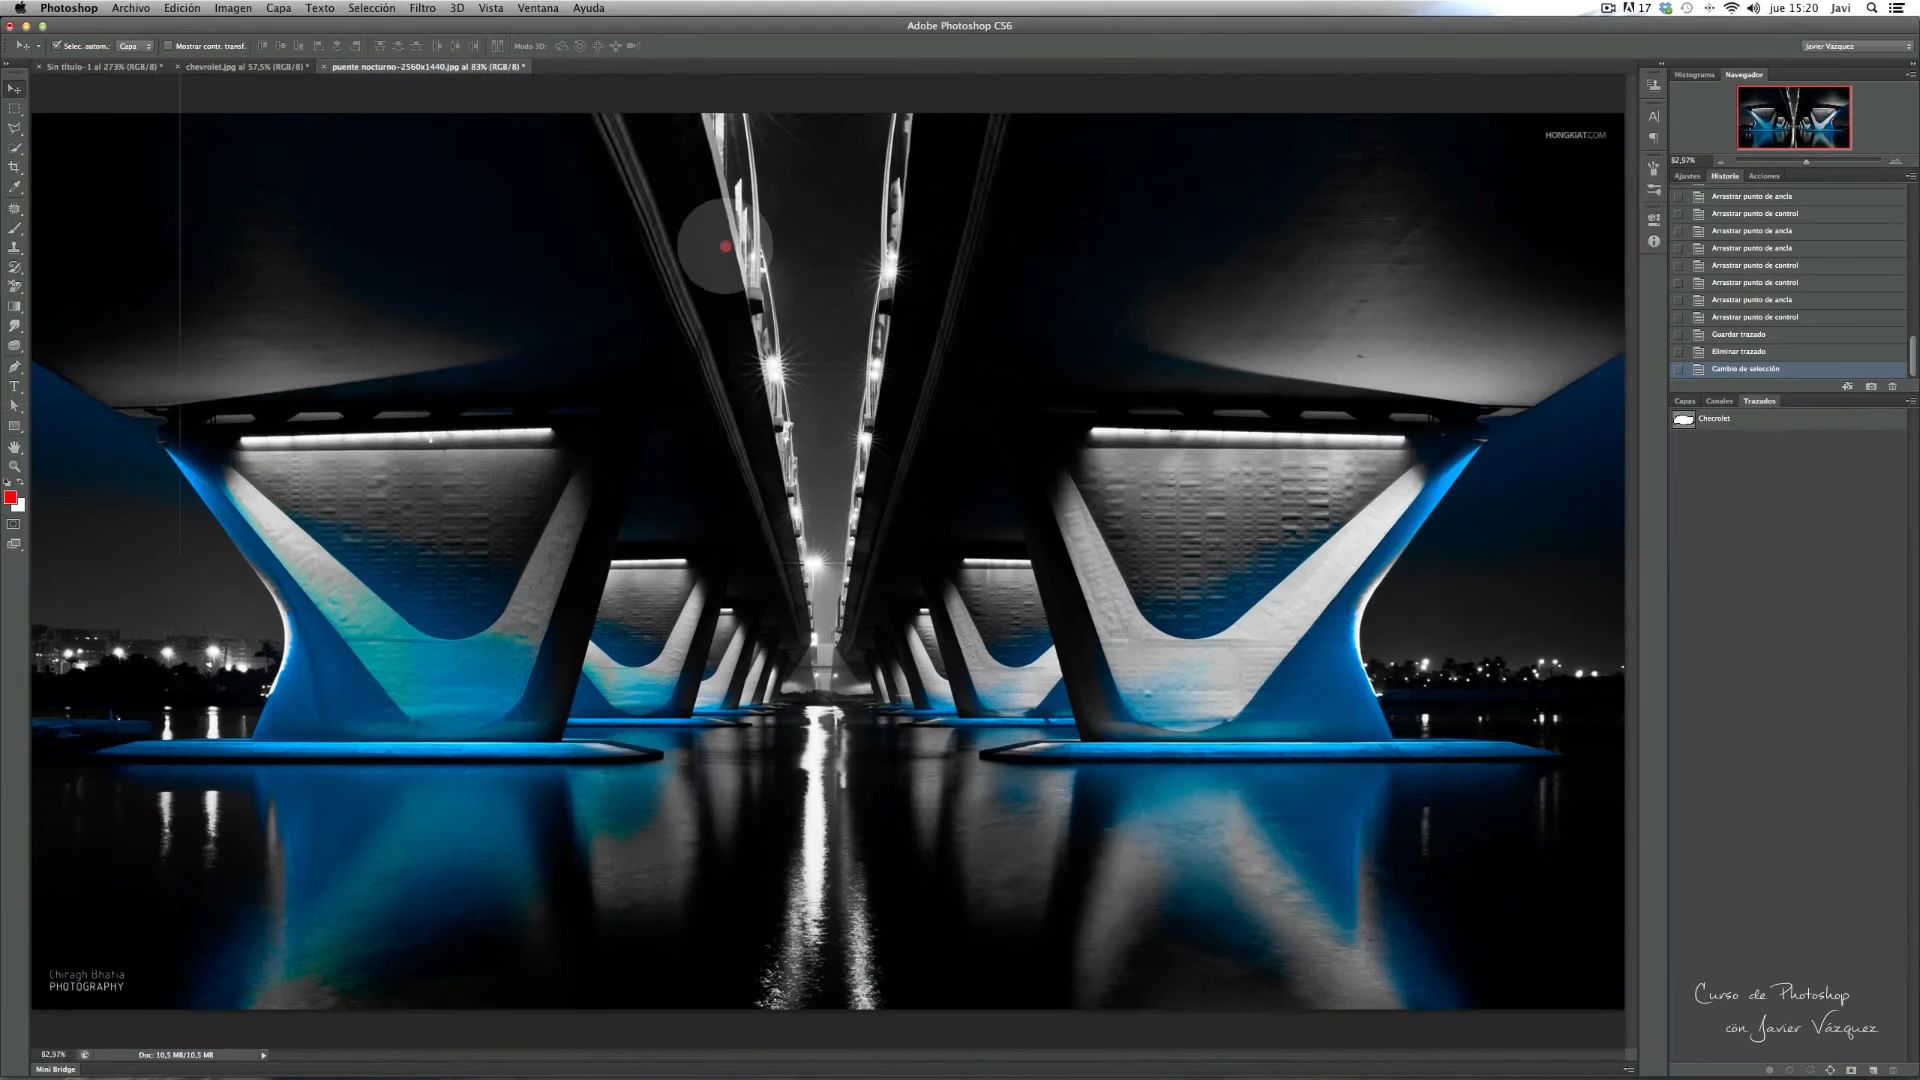 Photoshop Archivo Edición Imagen Capa Texto Selección Filtro 3D Vista Ventana Ayuda 17 jue 15:20 Javi
Adobe Photoshop CS6
Selec. autom.: Capa Mostrar contr. transf. Modo 3D: Javier Vazquez
Sin título-1 al 273% (RGB/8) * chevrolet.jpg al 57,5% (RGB/8) * puente nocturno-2560x1440.jpg al 83% (RGB/8) *
Histograma Navegador
HONGKIAT.COM
82,97%
Ajustes Historia Acciones
Arrastrar punto de ancla
Arrastrar punto de control
Arrastrar punto de ancla
Arrastrar punto de ancla
Arrastrar punto de control
Arrastrar punto de control
Arrastrar punto de ancla
Arrastrar punto de control
Guardar trazado
Eliminar trazado
Cambio de selección
Capas Canales Trazados
Checrolet
Chiragh Bhatia
PHOTOGRAPHY
Curso de Photoshop
con Javier Vázquez
82,97% Doc: 10,5 MB/10,5 MB
Mini Bridge